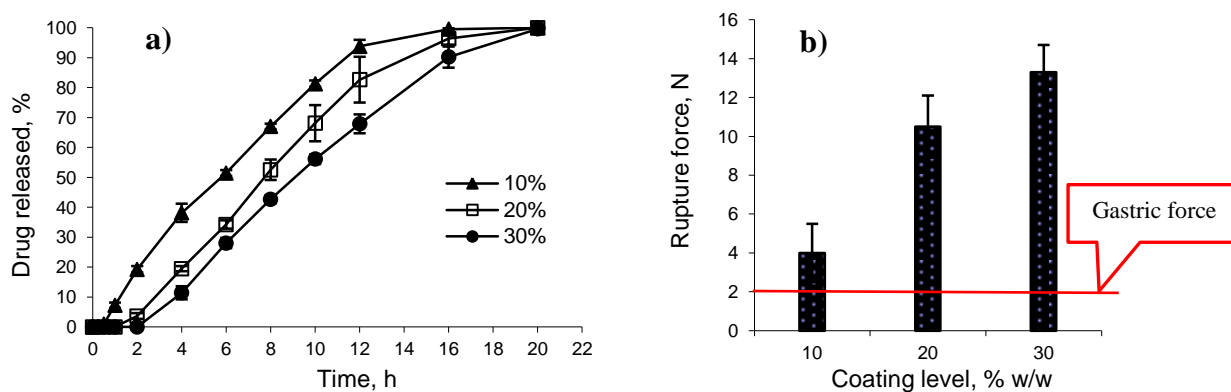 a)
100
90
80
70
60
50
40
30
20
10
0
Drug released, %
10%
20%
30%
0 2 4 6 8 10 12 14 16 18 20 22
Time, h
b)
16
14
12
10
8
6
4
2
0
Rupture force, N
Gastric force
10 20 30
Coating level, % w/w